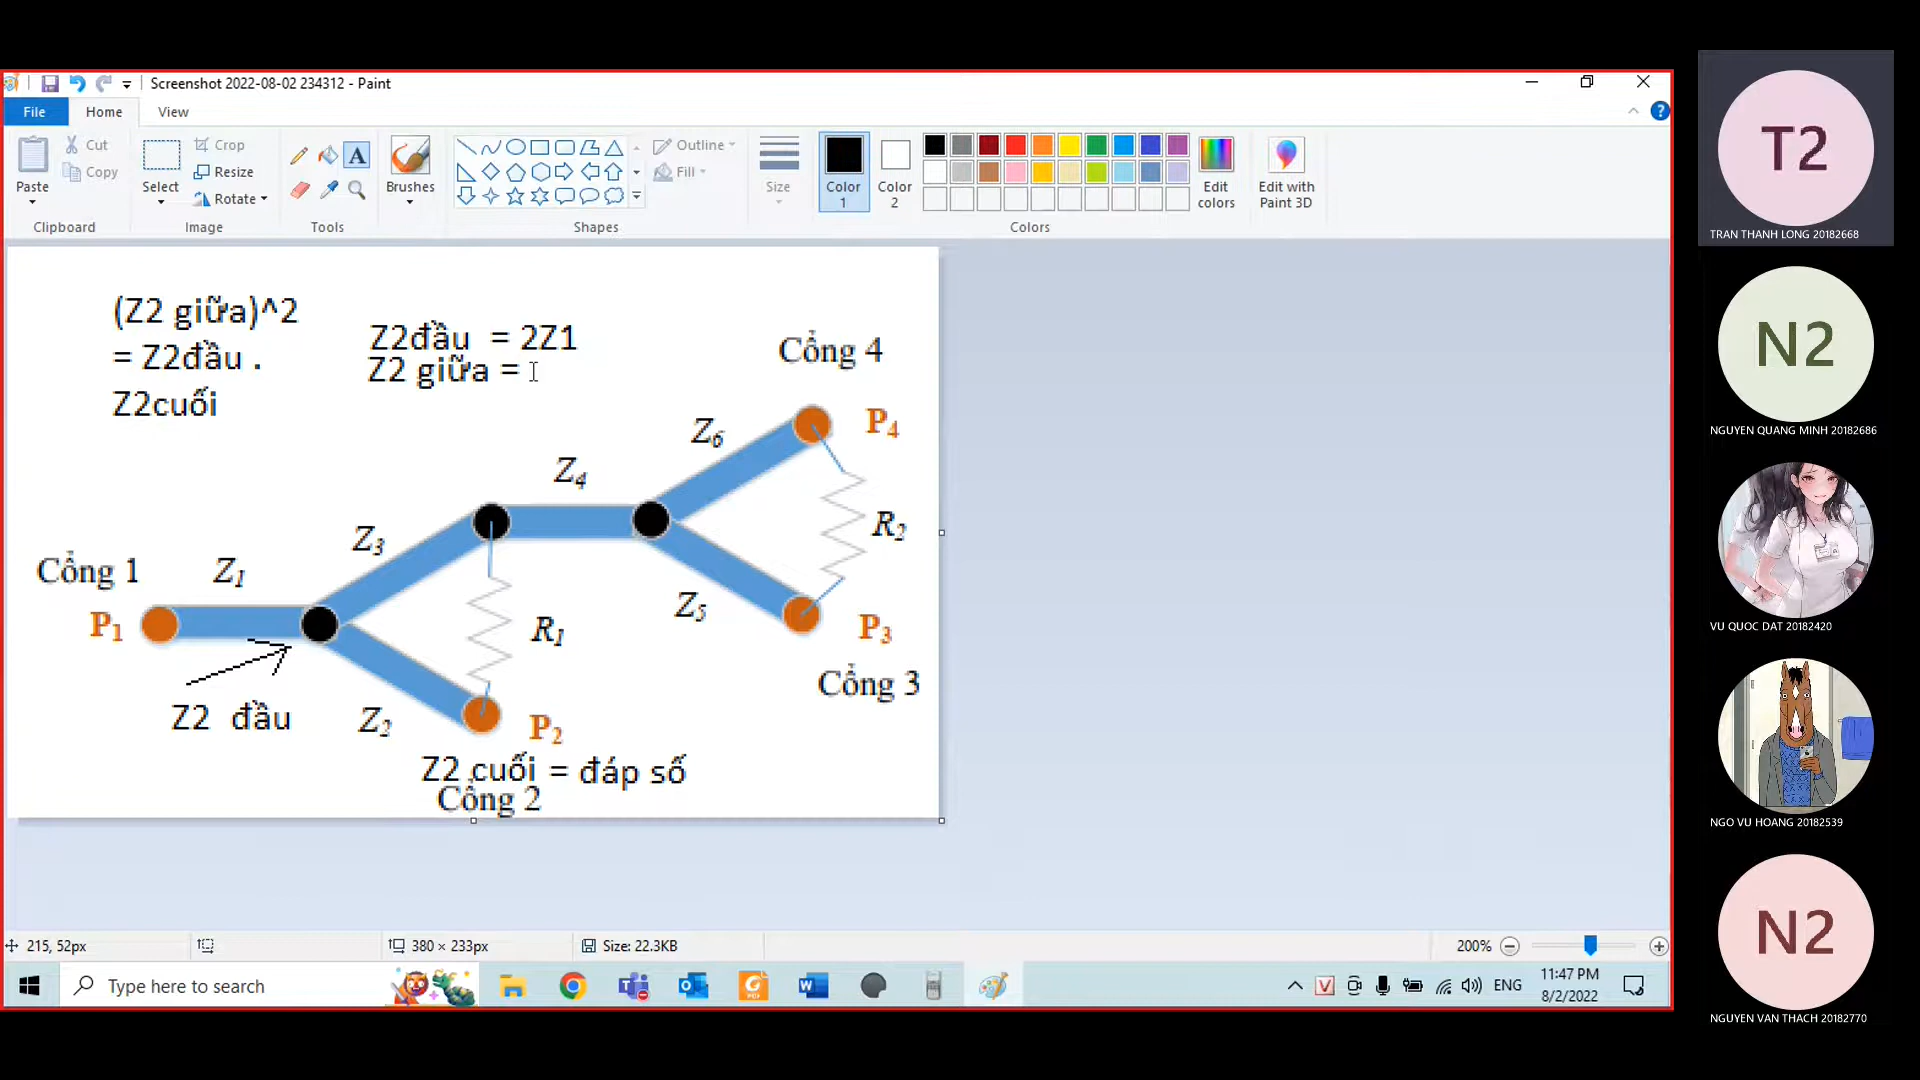 Screenshot 2022-08-02 234312 - Paint
File
Home
View
Paste
Cut
Copy
Clipboard
Select
Crop
Resize
Rotate
Image
A
Tools
Brushes
Outline
Fill
Shapes
Size
Color
1
Color
2
Edit
colors
Edit with
Paint 3D
Colors
(Z2 giữa)^2
= Z2đầu .
Z2cuối
Z2đầu = 2Z1
Z2 giữa =
Cổng 4
P4
Z6
Z4
R2
Z3
Cổng 1
Z1
P1
R1
Z5
P3
Cổng 3
Z2 đầu
Z2
P2
Z2 cuối = đáp số
Cổng 2
215, 52px
380 × 233px
Size: 22.3KB
200%
Type here to search
ENG
11:47 PM
8/2/2022
T2
TRAN THANH LONG 20182668
N2
NGUYEN QUANG MINH 20182686
VU QUOC DAT 20182420
NGO VU HOANG 20182539
N2
NGUYEN VAN THACH 20182770